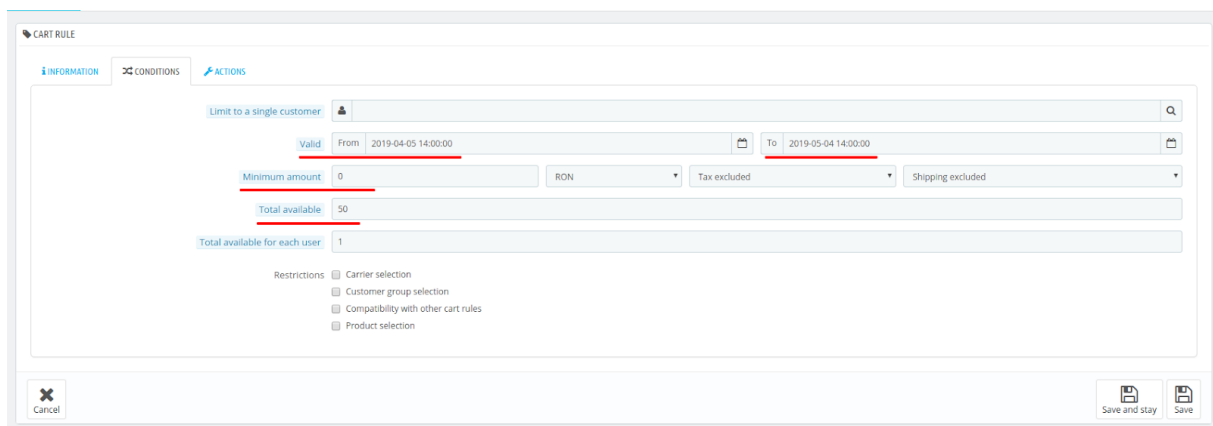 CART RULE
INFORMATION CONDITIONS ACTIONS
Limit to a single customer
Valid From 2019-04-05 14:00:00 To 2019-05-04 14:00:00
Minimum amount 0 RON Tax excluded Shipping excluded
Total available 50
Total available for each user 1
Restrictions Carrier selection
Customer group selection
Compatibility with other cart rules
Product selection
Cancel Save and stay Save